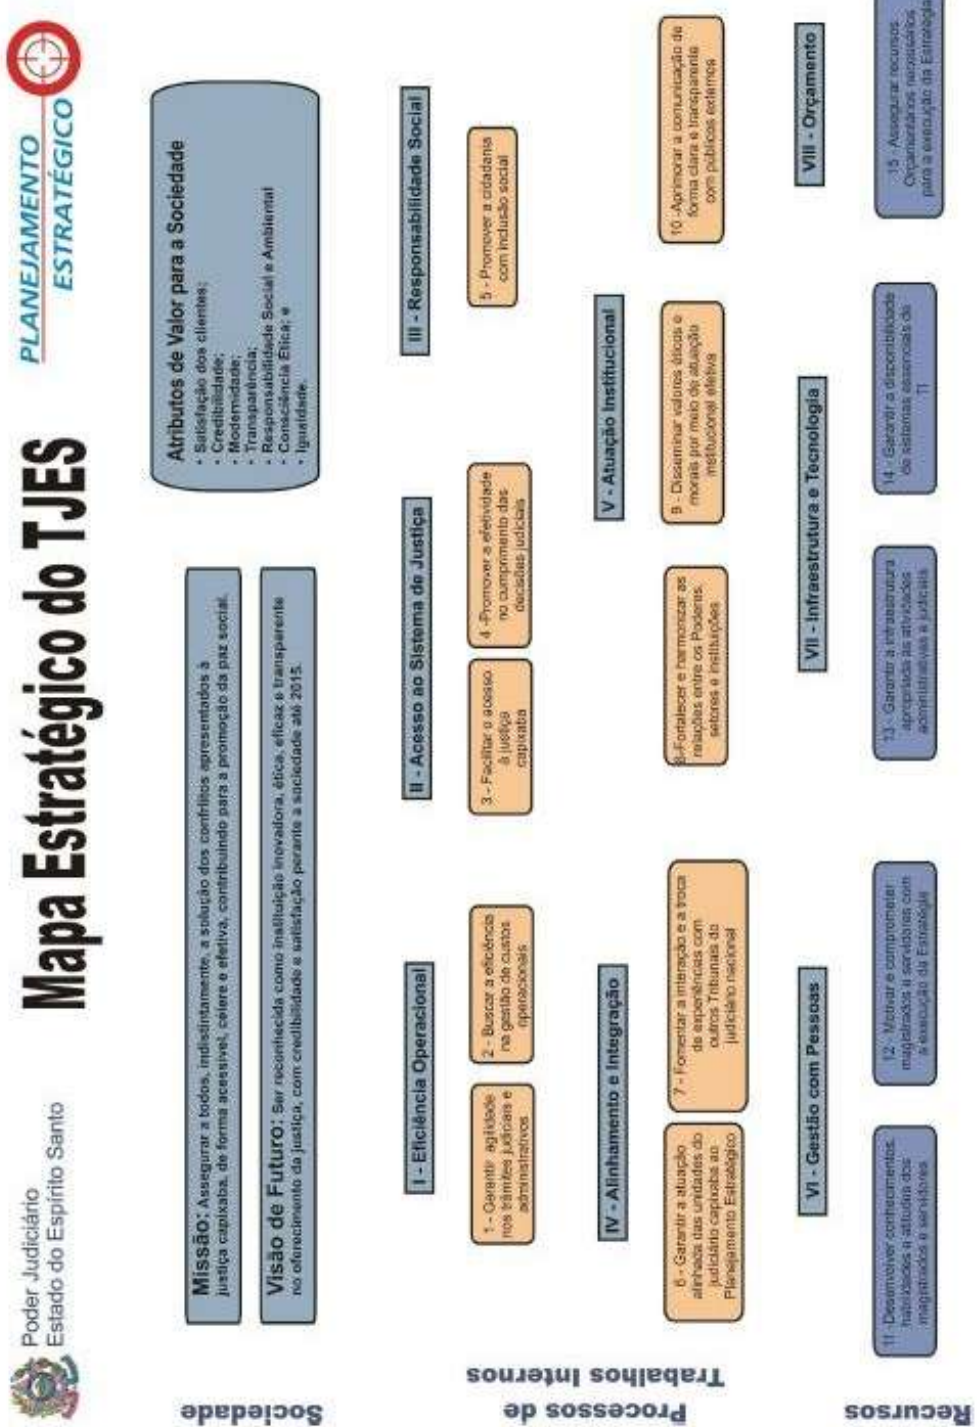 Poder Judiciário
Estado do Espírito Santo
Mapa Estratégico do TJES
PLANEJAMENTO
ESTRATÉGICO
Sociedade
Missão: Assegurar a todos, indistintamente, a solução dos conflitos apresentados à
justiça capixaba, de forma acessível, célere e efetiva, contribuindo para a promoção da paz social.
Visão de Futuro: Ser reconhecida como instituição inovadora, ética, eficaz e transparente
no oferecimento da justiça, com credibilidade e satisfação perante a sociedade até 2015.
Atributos de Valor para a Sociedade
• Satisfação dos clientes;
• Credibilidade;
• Modernidade;
• Transparência;
• Responsabilidade Social e Ambiental
• Consciência Ética; e
• Igualdade.
Processos de
Trabalhos Internos
I - Eficiência Operacional
1 - Garantir agilidade
nos trâmites judiciais e
administrativos
2 - Buscar a eficiência
na gestão de custos
operacionais
II - Acesso ao Sistema de Justiça
3 - Facilitar o acesso
à justiça
capixaba
4 -Promover a efetividade
no cumprimento das
decisões judiciais
III - Responsabilidade Social
5 - Promover a cidadania
com inclusão social
IV - Alinhamento e Integração
6 - Garantir a atuação
alinhada das unidades do
judiciário capixaba ao
Planejamento Estratégico
7 - Fomentar a interação e a troca
de experiências com
outros Tribunais do
judiciário nacional
V - Atuação Institucional
8-Fortalecer e harmonizar as
relações entre os Poderes,
setores e instituições
9 - Disseminar valores éticos e
morais por meio de atuação
institucional efetiva
10 -Aprimorar a comunicação de
forma clara e transparente
com públicos externos
Recursos
VI - Gestão com Pessoas
11 -Desenvolver conhecimentos,
habilidades e atitudes dos
magistrados e servidores
12 - Motivar e comprometer
magistrados e servidores com
a execução da Estratégia
VII - Infraestrutura e Tecnologia
13 - Garantir a infraestrutura
apropriada às atividades
administrativas e judiciais
14 - Garantir a disponibilidade
de sistemas essenciais de
TI
VIII - Orçamento
15 - Assegurar recursos
Orçamentários necessários
para a execução da Estratégia